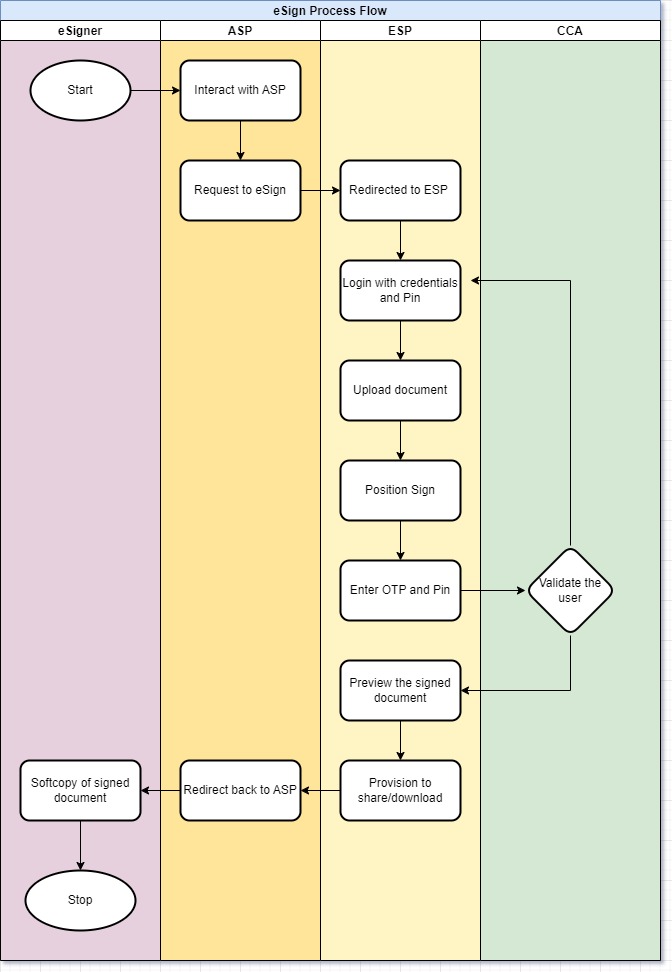 eSign Process Flow
eSigner
ASP
ESP
CCA
Start
Interact with ASP
Request to eSign
Redirected to ESP
Login with credentials
and Pin
Upload document
Position Sign
Enter OTP and Pin
Validate the
user
Preview the signed
document
Softcopy of signed
document
Redirect back to ASP
Provision to
share/download
Stop